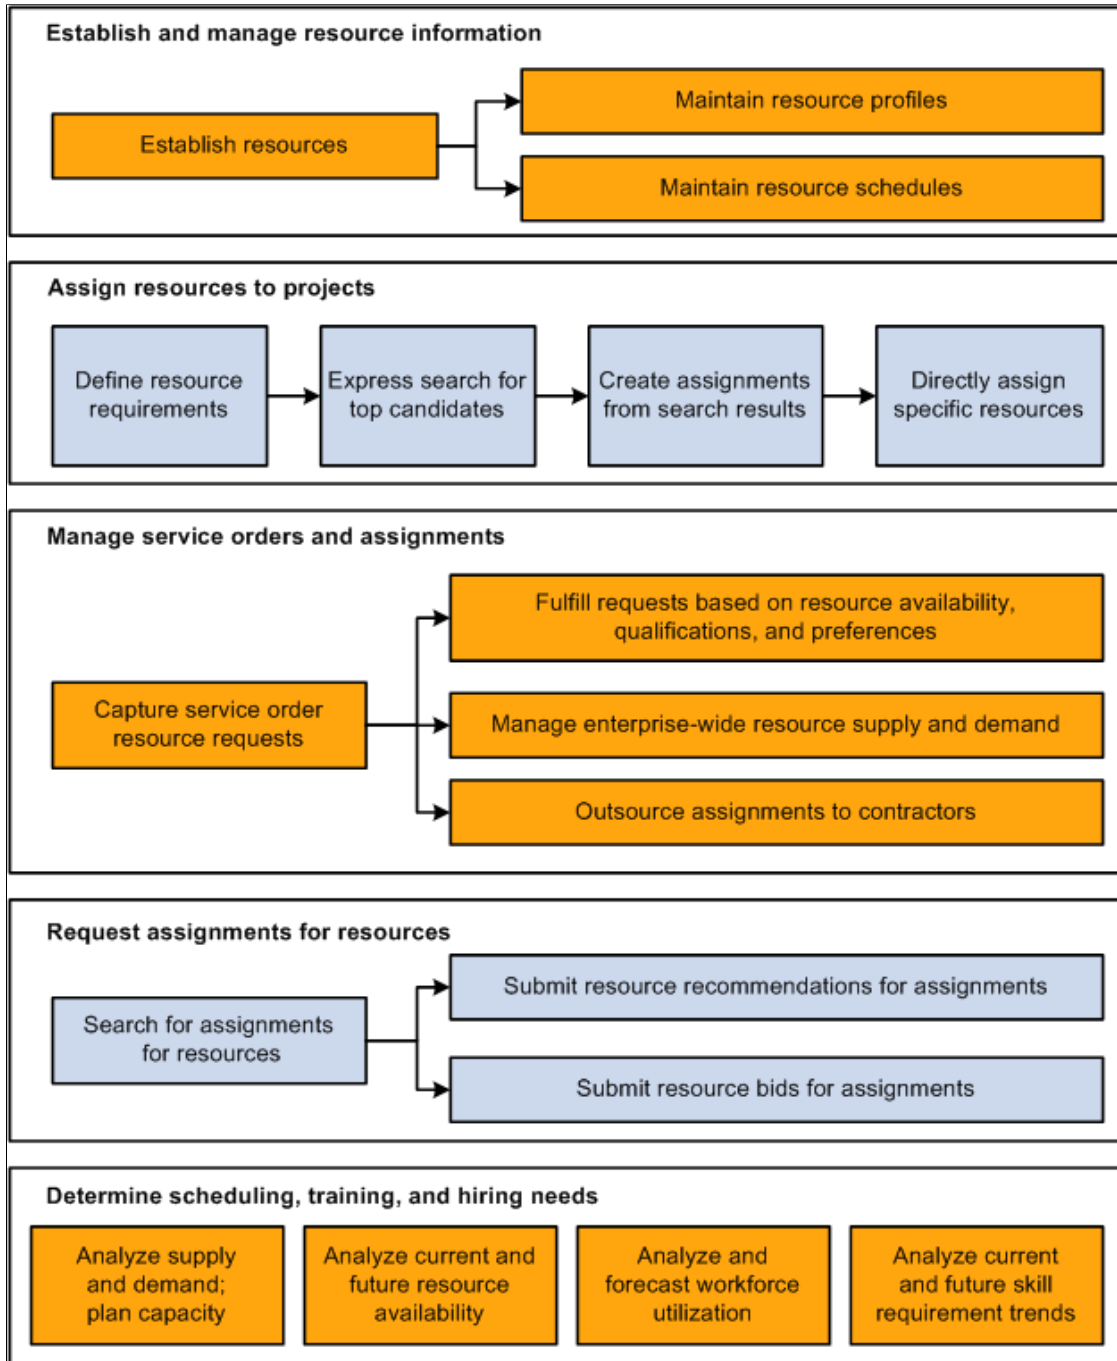 Establish and manage resource information
Maintain resource profiles
Establish resources
Maintain resource schedules
Assign resources to projects
Define resource
requirements
Express search for
top candidates
Create assignments
from search results
Directly assign
specific resources
Manage service orders and assignments
Fulfill requests based on resource availability,
qualifications, and preferences
Capture service order
resource requests
Manage enterprise-wide resource supply and demand
Outsource assignments to contractors
Request assignments for resources
Submit resource recommendations for assignments
Search for assignments
for resources
Submit resource bids for assignments
Determine scheduling, training, and hiring needs
Analyze supply
and demand;
plan capacity
Analyze current and
future resource
availability
Analyze and
forecast workforce
utilization
Analyze current
and future skill
requirement trends